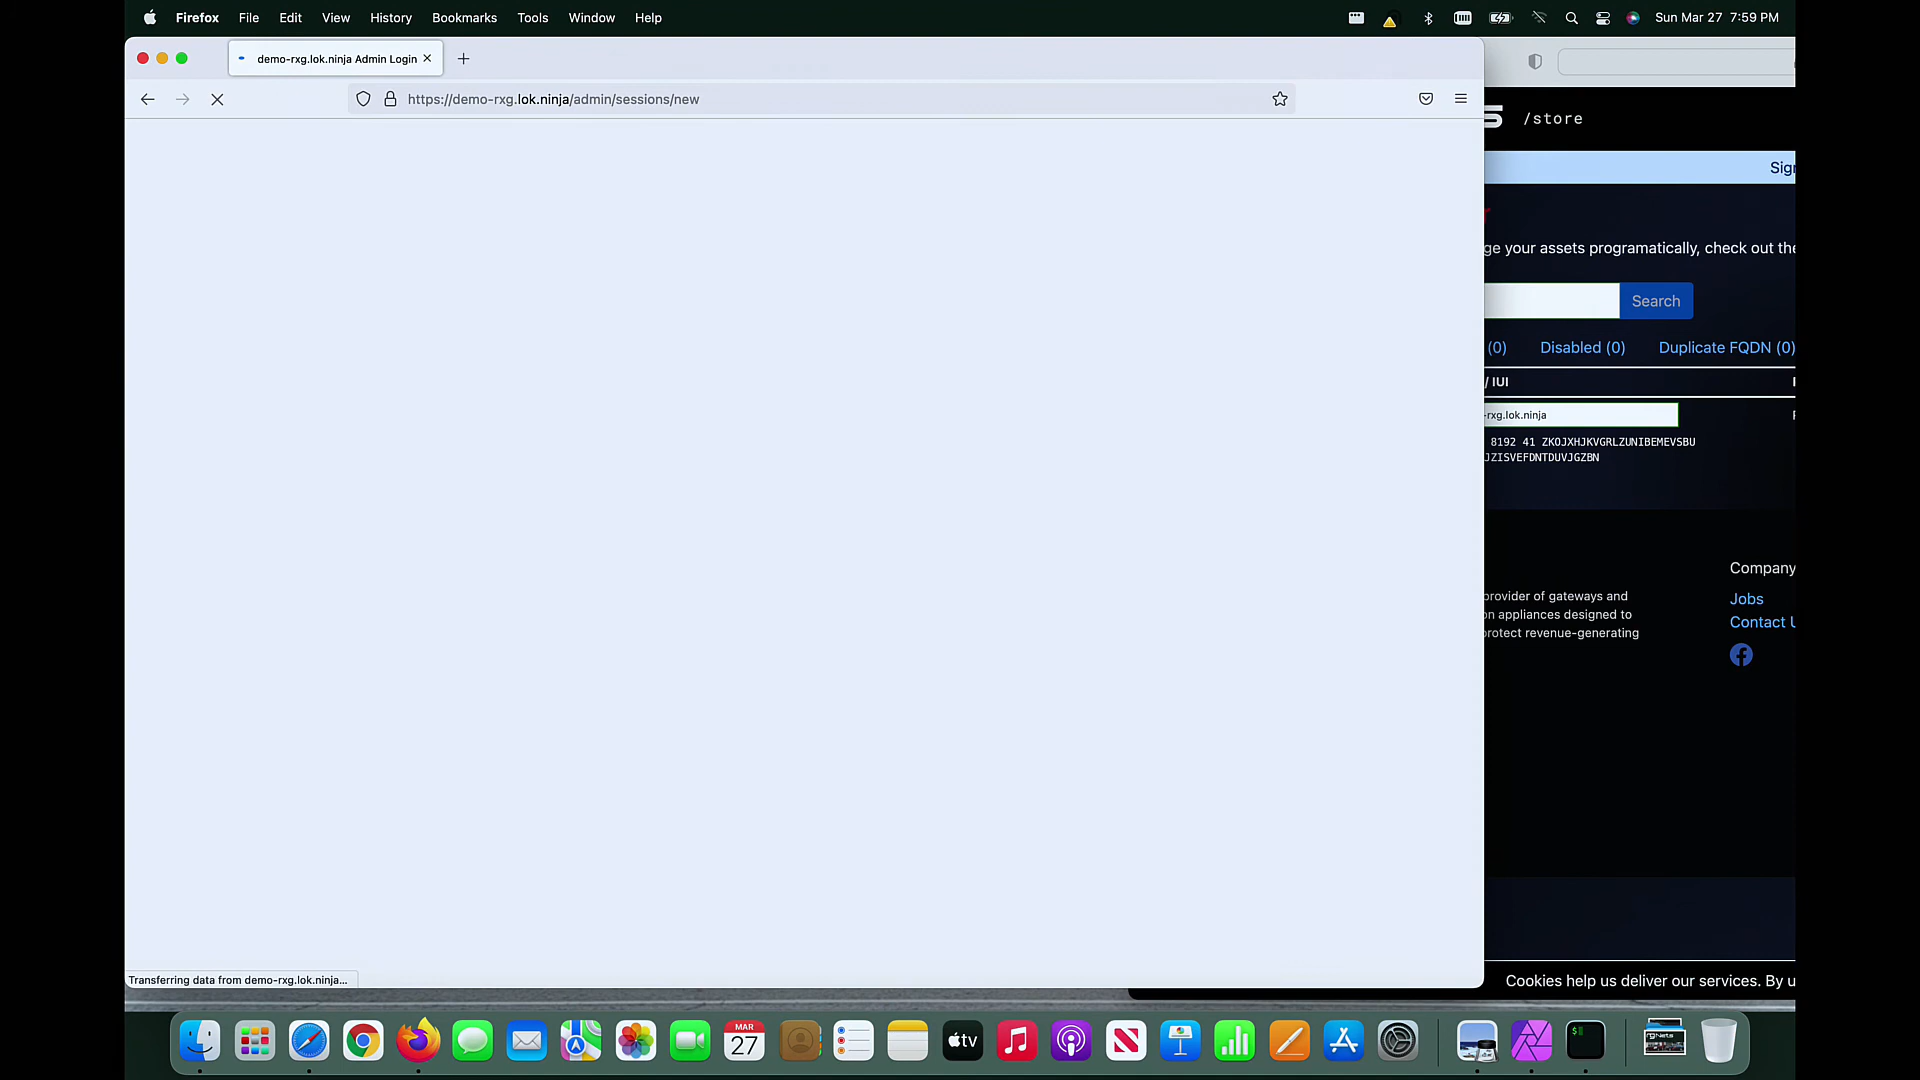 Firefox File Edit View History Bookmarks Tools Window Help
Sun Mar 27 7:59 PM
demo-rxg.lok.ninja Admin Login
https://demo-rxg.lok.ninja/admin/sessions/new
/store
Sig
ge your assets programatically, check out the
Search
(0) Disabled (0) Duplicate FQDN (0)
/ IUI
-rxg.lok.ninja
8192 41 ZKOJXHJKVGRLZUNIBEMEVSBU
JZISVEFDNTDUVJGZBN
Company
provider of gateways and
on appliances designed to
protect revenue-generating
Jobs
Contact U
Transferring data from demo-rxg.lok.ninja...
Cookies help us deliver our services. By u
MAR
27
tv